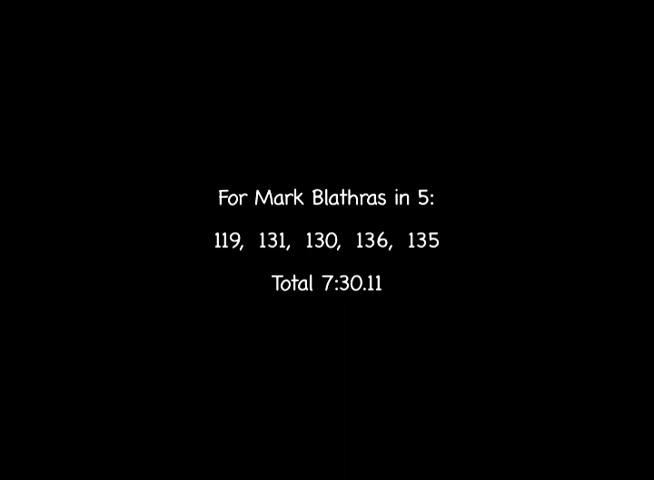 For Mark Blathras in 5:
119, 131, 130, 136, 135
Total 7:30.11